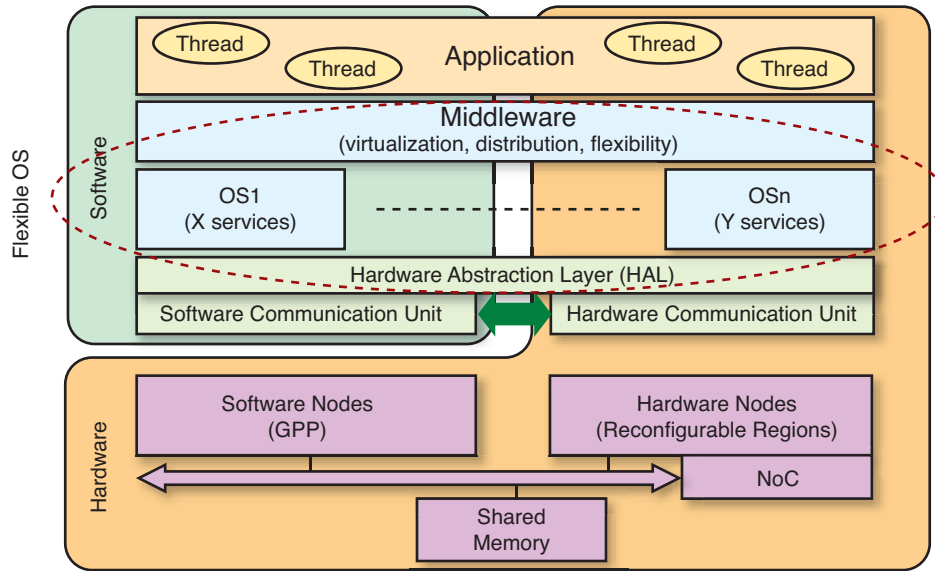 Thread
Thread
Application
Thread
Thread
Middleware
(virtualization, distribution, flexibility)
Flexible OS
Software
OS1
(X services)
OSn
(Y services)
Hardware Abstraction Layer (HAL)
Software Communication Unit
Hardware Communication Unit
Hardware
Software Nodes
(GPP)
Hardware Nodes
(Reconfigurable Regions)
NoC
Shared
Memory